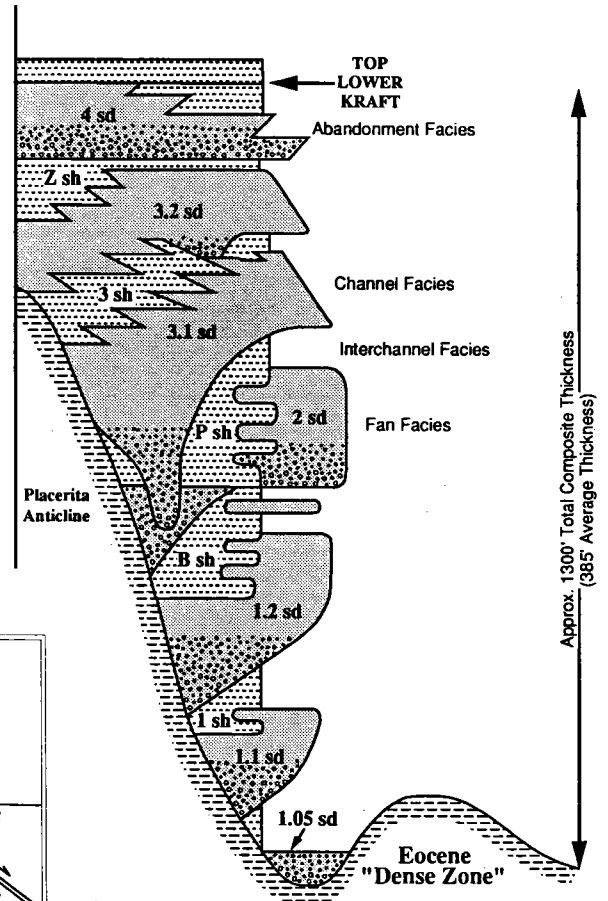 TOP
LOWER
KRAFT
4 sd
Abandonment Facies
Z sh
3.2 sd
Channel Facies
3 sh
3.1 sd
Interchannel Facies
2 sd
P sh
Fan Facies
Placerita
Anticline
B sh
1.2 sd
1 sh
1.1 sd
1.05 sd
Eocene
"Dense Zone"
Approx. 1300' Total Composite Thickness
(385' Average Thickness)